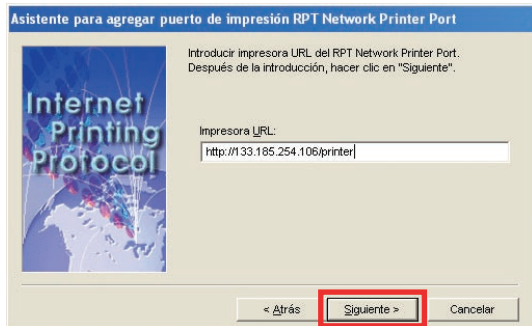 Asistente para agregar puerto de impresión RPT Network Printer Port
Introducir impresora URL del RPT Network Printer Port.
Después de la introducción, hacer clic en "Siguiente".
Internet
Printing
Protocol
Impresora URL:
http://133.185.254.106/printer
< Atrás
Siguiente >
Cancelar